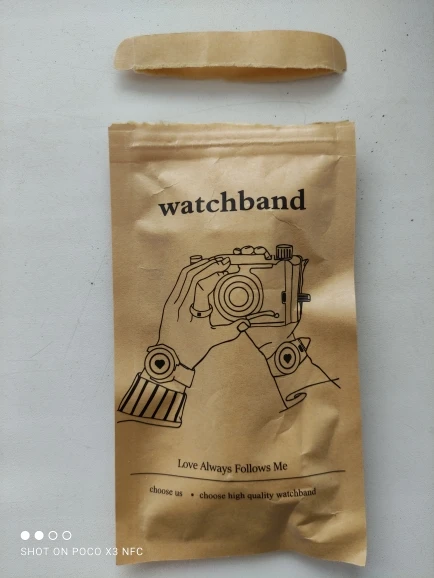 watchband
Love Always Follows Me
choose us • choose high quality watchband
SHOT ON POCO X3 NFC